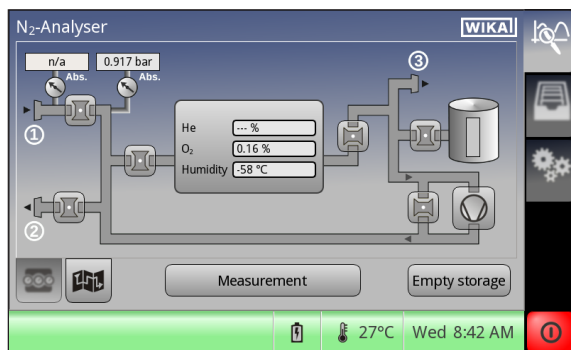 N₂-Analyser
WIKA
n/a
0.917 bar
Abs.
Abs.
③
①
He
--- %
O₂
0.16 %
Humidity
-58 °C
②
Measurement
Empty storage
27°C
Wed 8:42 AM